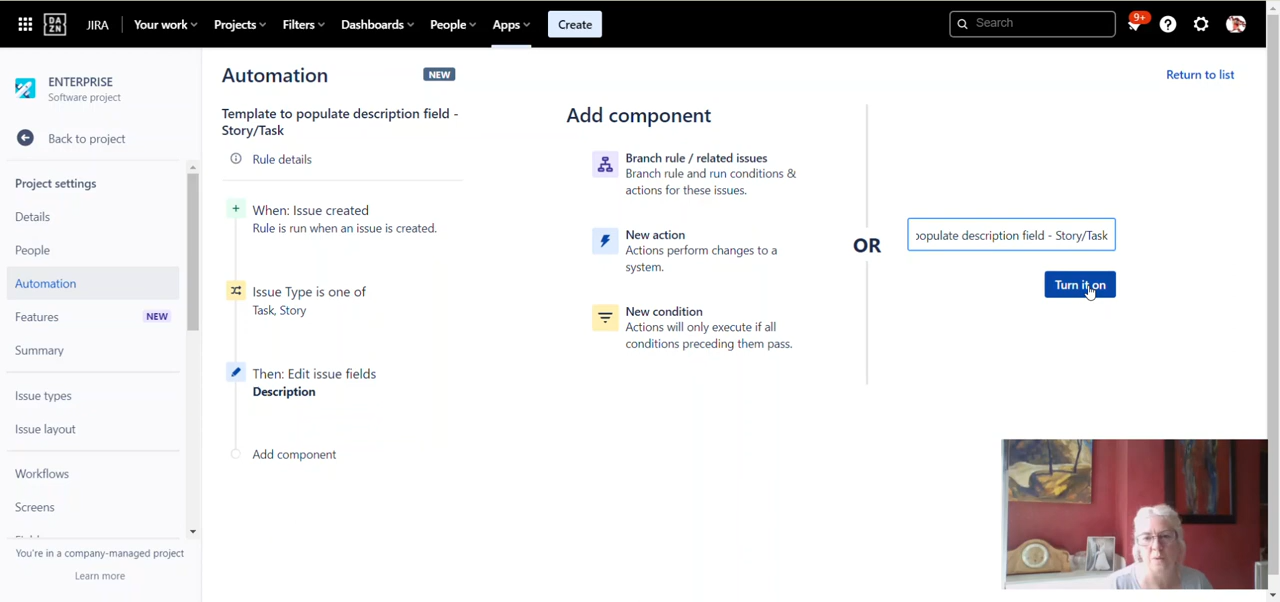 DA
ZN
JIRA
Your work
Projects
Filters
Dashboards
People
Apps
Create
Search
9+
ENTERPRISE
Software project
Back to project
Project settings
Details
People
Automation
Features
NEW
Summary
Issue types
Issue layout
Workflows
Screens
You're in a company-managed project
Learn more
Automation
NEW
Return to list
Template to populate description field -
Story/Task
Rule details
When: Issue created
Rule is run when an issue is created.
Issue Type is one of
Task, Story
Then: Edit issue fields
Description
Add component
Add component
Branch rule / related issues
Branch rule and run conditions &
actions for these issues.
New action
Actions perform changes to a
system.
New condition
Actions will only execute if all
conditions preceding them pass.
OR
populate description field - Story/Task
Turn it on